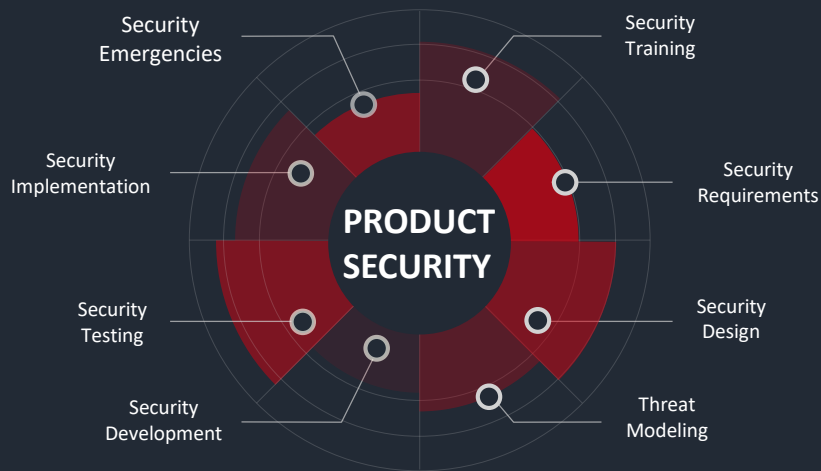 Security
Emergencies
Security
Training
Security
Implementation
Security
Requirements
PRODUCT
SECURITY
Security
Testing
Security
Design
Security
Development
Threat
Modeling